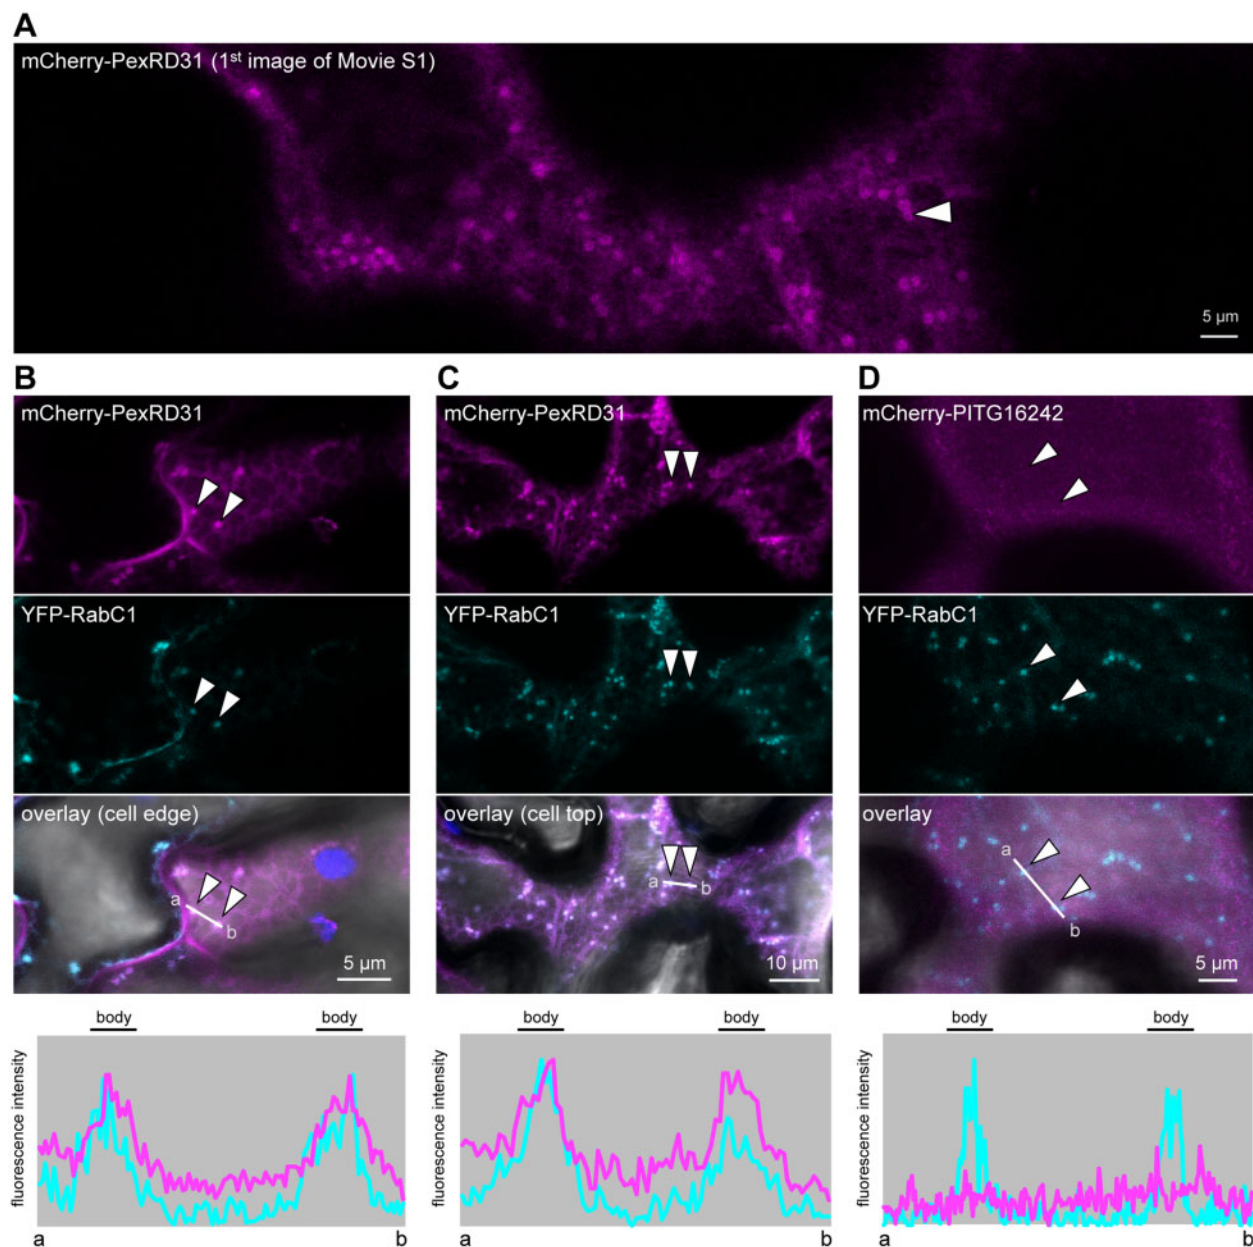 A
mCherry-PexRD31 (1st image of Movie S1)
5 µm
B
mCherry-PexRD31
YFP-RabC1
overlay (cell edge)
a
b
5 µm
body
body
fluorescence intensity
a
b
C
mCherry-PexRD31
YFP-RabC1
overlay (cell top)
a
b
10 µm
body
body
fluorescence intensity
a
b
D
mCherry-PITG16242
YFP-RabC1
overlay
a
b
5 µm
body
body
fluorescence intensity
a
b